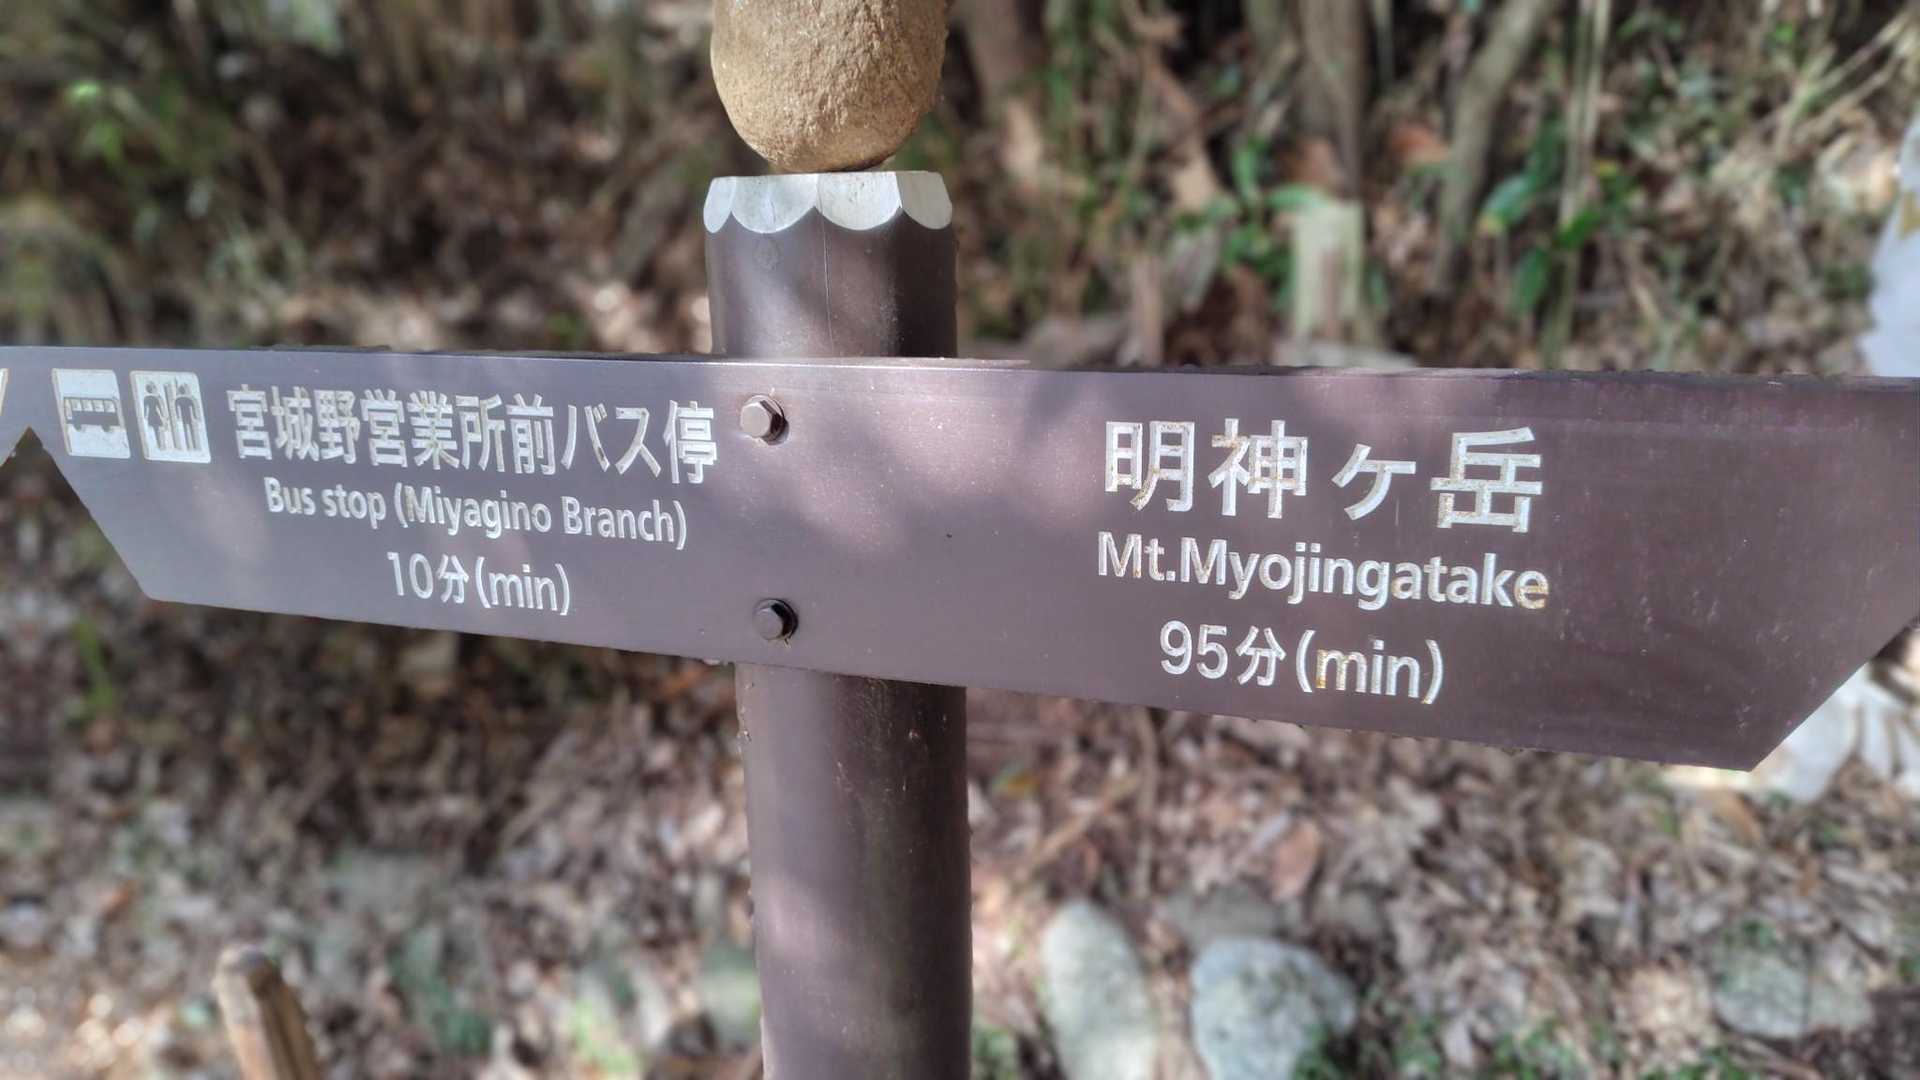 宮城野営業所前バス停
Bus stop (Miyagino Branch)
10分(min)
明神ヶ岳
Mt.Myojingatake
95分(min)